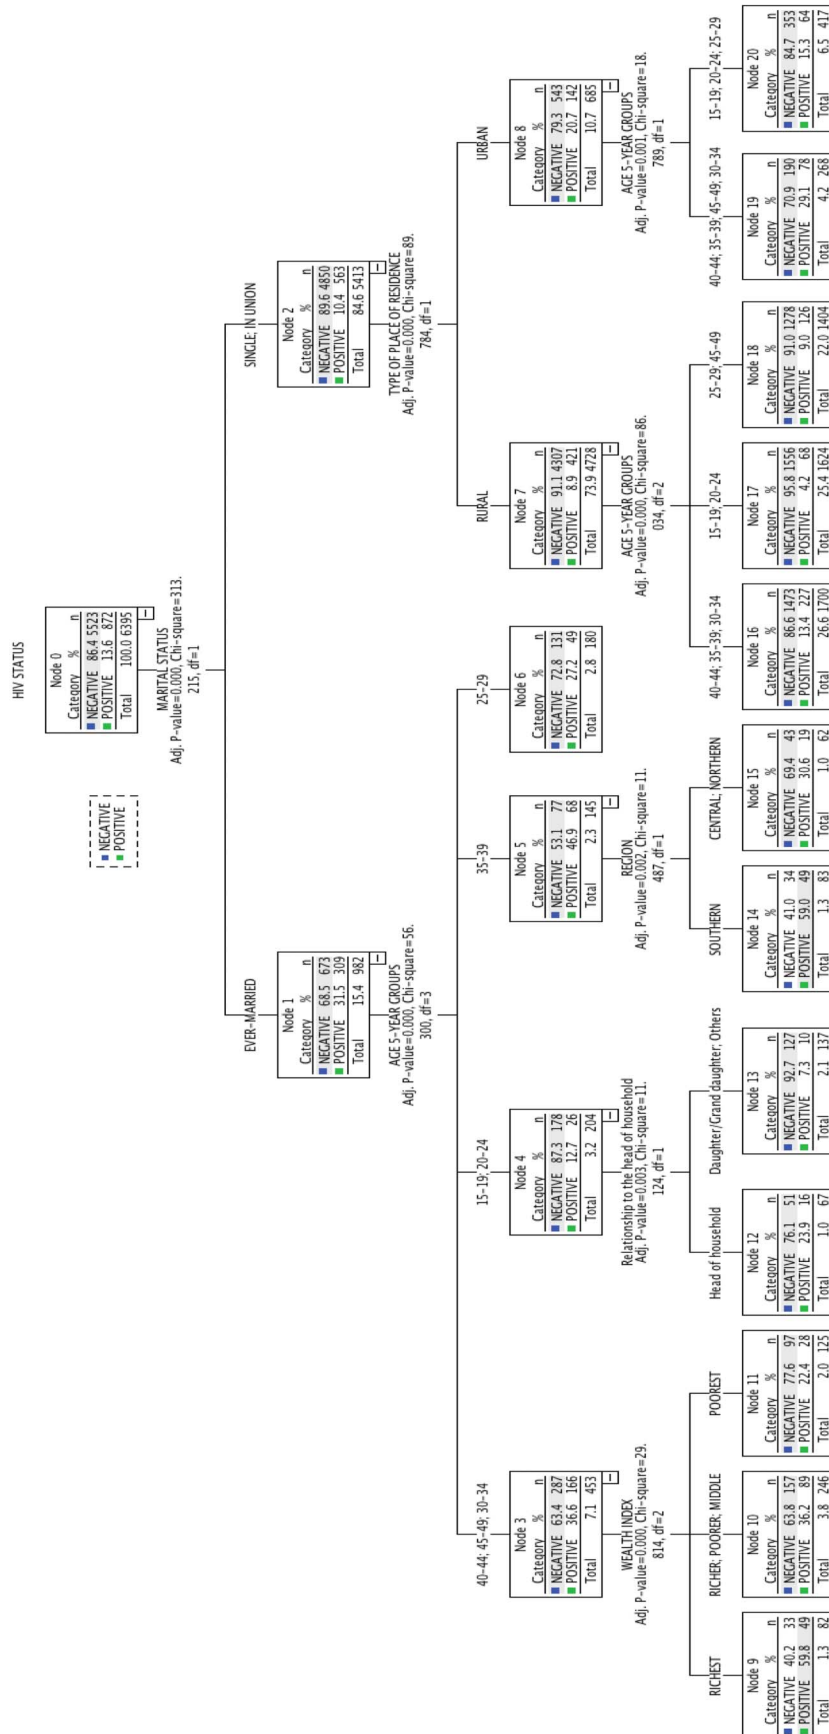 HIV STATUS
Node 0
Category % n
NEGATIVE 86.4 5523
POSITIVE 13.6 872
Total 100.0 6395
NEGATIVE
POSITIVE
MARITAL STATUS
Adj. P-value=0.000, Chi-square=313.
215, df=1
EVER-MARRIED
SINGLE; IN UNION
Node 1
Category % n
NEGATIVE 68.5 673
POSITIVE 31.5 309
Total 15.4 982
Node 2
Category % n
NEGATIVE 89.6 4850
POSITIVE 10.4 563
Total 84.6 5413
AGE 5-YEAR GROUPS
Adj. P-value=0.000, Chi-square=56.
300, df=3
TYPE OF PLACE OF RESIDENCE
Adj. P-value=0.000, Chi-square=89.
784, df=1
40-44; 45-49; 30-34
15-19; 20-24
35-39
25-29
RURAL
URBAN
Node 3
Category % n
NEGATIVE 63.4 287
POSITIVE 36.6 166
Total 7.1 453
Node 4
Category % n
NEGATIVE 87.3 178
POSITIVE 12.7 26
Total 3.2 204
Node 5
Category % n
NEGATIVE 53.1 77
POSITIVE 46.9 68
Total 2.3 145
Node 6
Category % n
NEGATIVE 72.8 131
POSITIVE 27.2 49
Total 2.8 180
Node 7
Category % n
NEGATIVE 91.1 4307
POSITIVE 8.9 421
Total 73.9 4728
Node 8
Category % n
NEGATIVE 79.3 543
POSITIVE 20.7 142
Total 10.7 685
WEALTH INDEX
Adj. P-value=0.000, Chi-square=29.
814, df=2
Relationship to the head of household
Adj. P-value=0.003, Chi-square=11.
124, df=1
REGION
Adj. P-value=0.002, Chi-square=11.
487, df=1
AGE 5-YEAR GROUPS
Adj. P-value=0.000, Chi-square=86.
034, df=2
AGE 5-YEAR GROUPS
Adj. P-value=0.001, Chi-square=18.
789, df=1
RICHEST
RICHER; POORER; MIDDLE
POOREST
Head of household
Daughter/Grand daughter; Others
SOUTHERN
CENTRAL; NORTHERN
40-44; 35-39; 30-34
15-19; 20-24
25-29; 45-49
40-44; 35-39; 45-49; 30-34
15-19; 20-24; 25-29
Node 9
Category % n
NEGATIVE 40.2 33
POSITIVE 59.8 49
Total 1.3 82
Node 10
Category % n
NEGATIVE 63.8 157
POSITIVE 36.2 89
Total 3.8 246
Node 11
Category % n
NEGATIVE 77.6 97
POSITIVE 22.4 28
Total 2.0 125
Node 12
Category % n
NEGATIVE 76.1 51
POSITIVE 23.9 16
Total 1.0 67
Node 13
Category % n
NEGATIVE 92.7 127
POSITIVE 7.3 10
Total 2.1 137
Node 14
Category % n
NEGATIVE 41.0 34
POSITIVE 59.0 49
Total 1.3 83
Node 15
Category % n
NEGATIVE 69.4 43
POSITIVE 30.6 19
Total 1.0 62
Node 16
Category % n
NEGATIVE 86.6 1473
POSITIVE 13.4 227
Total 26.6 1700
Node 17
Category % n
NEGATIVE 95.8 1556
POSITIVE 4.2 68
Total 25.4 1624
Node 18
Category % n
NEGATIVE 91.0 1278
POSITIVE 9.0 126
Total 22.0 1404
Node 19
Category % n
NEGATIVE 70.9 190
POSITIVE 29.1 78
Total 4.2 268
Node 20
Category % n
NEGATIVE 84.7 353
POSITIVE 15.3 64
Total 6.5 417